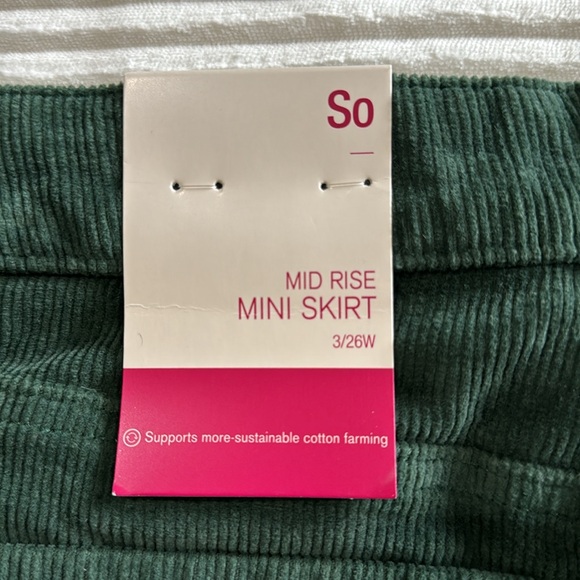 So
MID RISE
MINI SKIRT
3/26W
Supports more-sustainable cotton farming